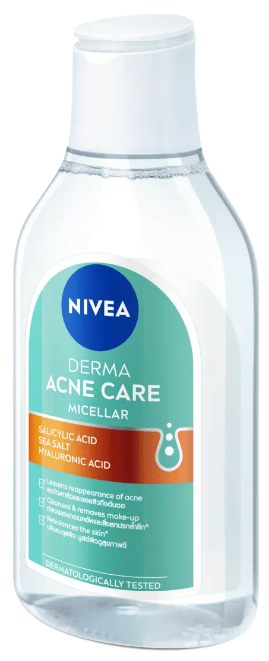 NIVEA
DERMA
ACNE CARE
MICELLAR
SALICYLIC ACID
SEA SALT
HYALURONIC ACID
Lessens reappearance of acne
Cleanses & removes make-up
Rebalances the skin*
DERMATOLOGICALLY TESTED